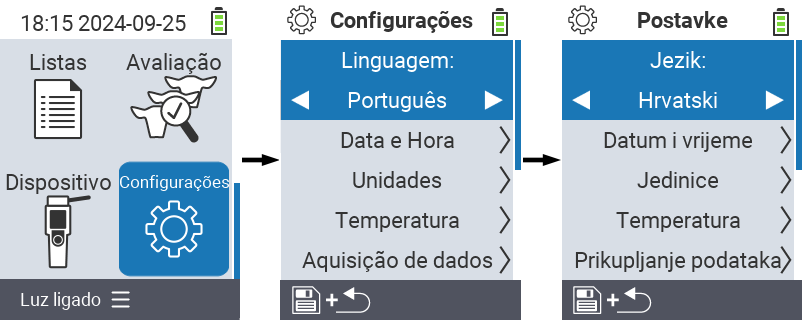 18:15 2024-09-25
Listas
Avaliação
Dispositivo
Configurações
Luz ligado
Configurações
Linguagem:
Português
Data e Hora
Unidades
Temperatura
Aquisição de dados
Postavke
Jezik:
Hrvatski
Datum i vrijeme
Jedinice
Temperatura
Prikupljanje podataka